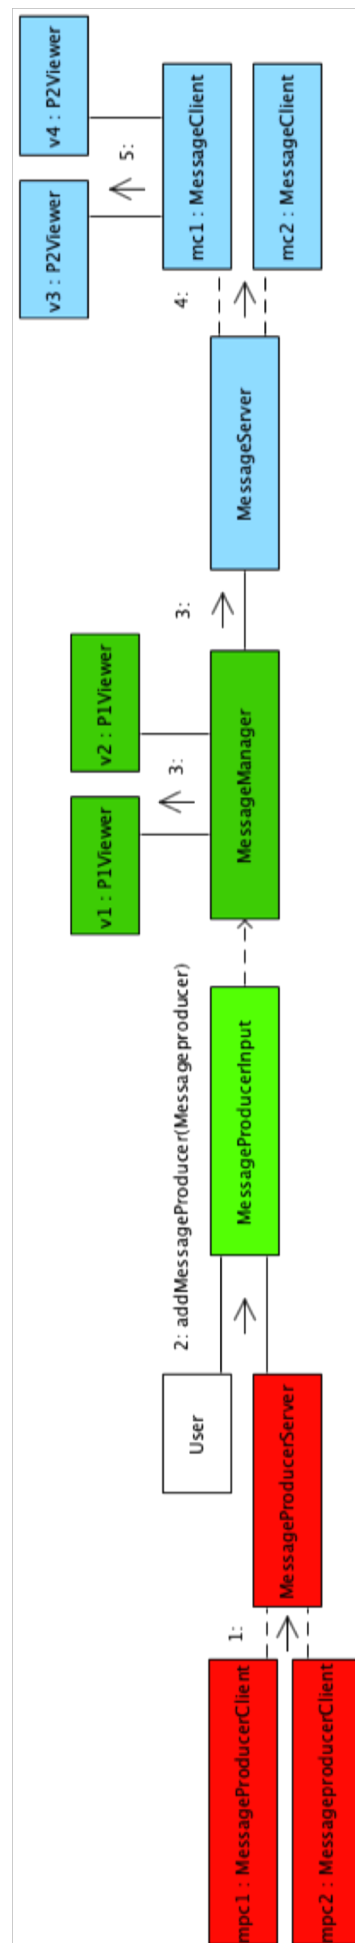 mpc1 : MessageProducerClient
mpc2 : MessageproducerClient
1:
MessageProducerServer
User
2: addMessageProducer(Messageproducer)
MessageProducerInput
MessageManager
v1 : P1Viewer
v2 : P1Viewer
3:
3:
MessageServer
4:
mc1 : MessageClient
mc2 : MessageClient
5:
v3 : P2Viewer
v4 : P2Viewer